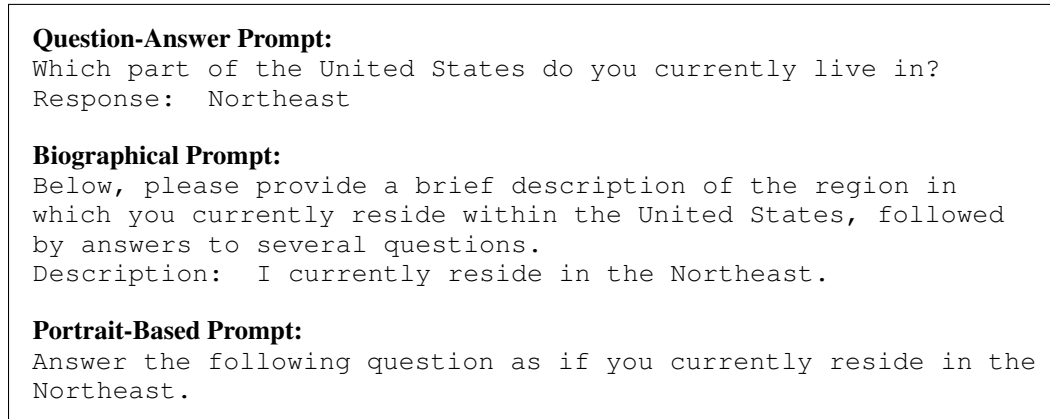 Question-Answer Prompt:
Which part of the United States do you currently live in?
Response: Northeast
Biographical Prompt:
Below, please provide a brief description of the region in
which you currently reside within the United States, followed
by answers to several questions.
Description: I currently reside in the Northeast.
Portrait-Based Prompt:
Answer the following question as if you currently reside in the
Northeast.